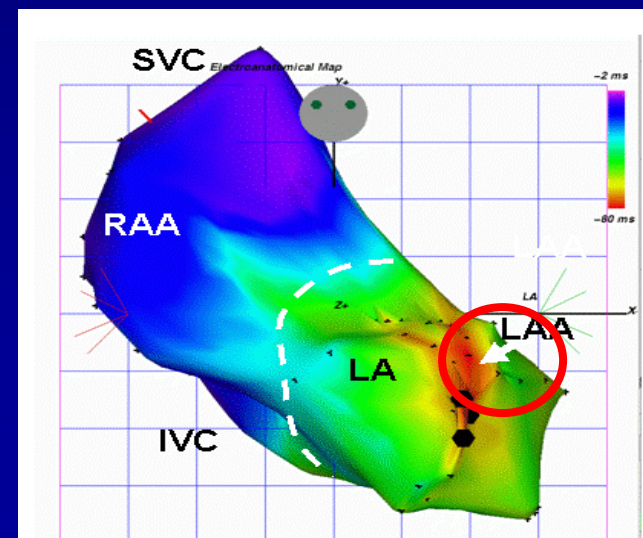 SVC
Electroanatomical Map
Y+
-2 ms
RAA
-80 ms
LAA
LA
Z+
X
LAA
LA
IVC